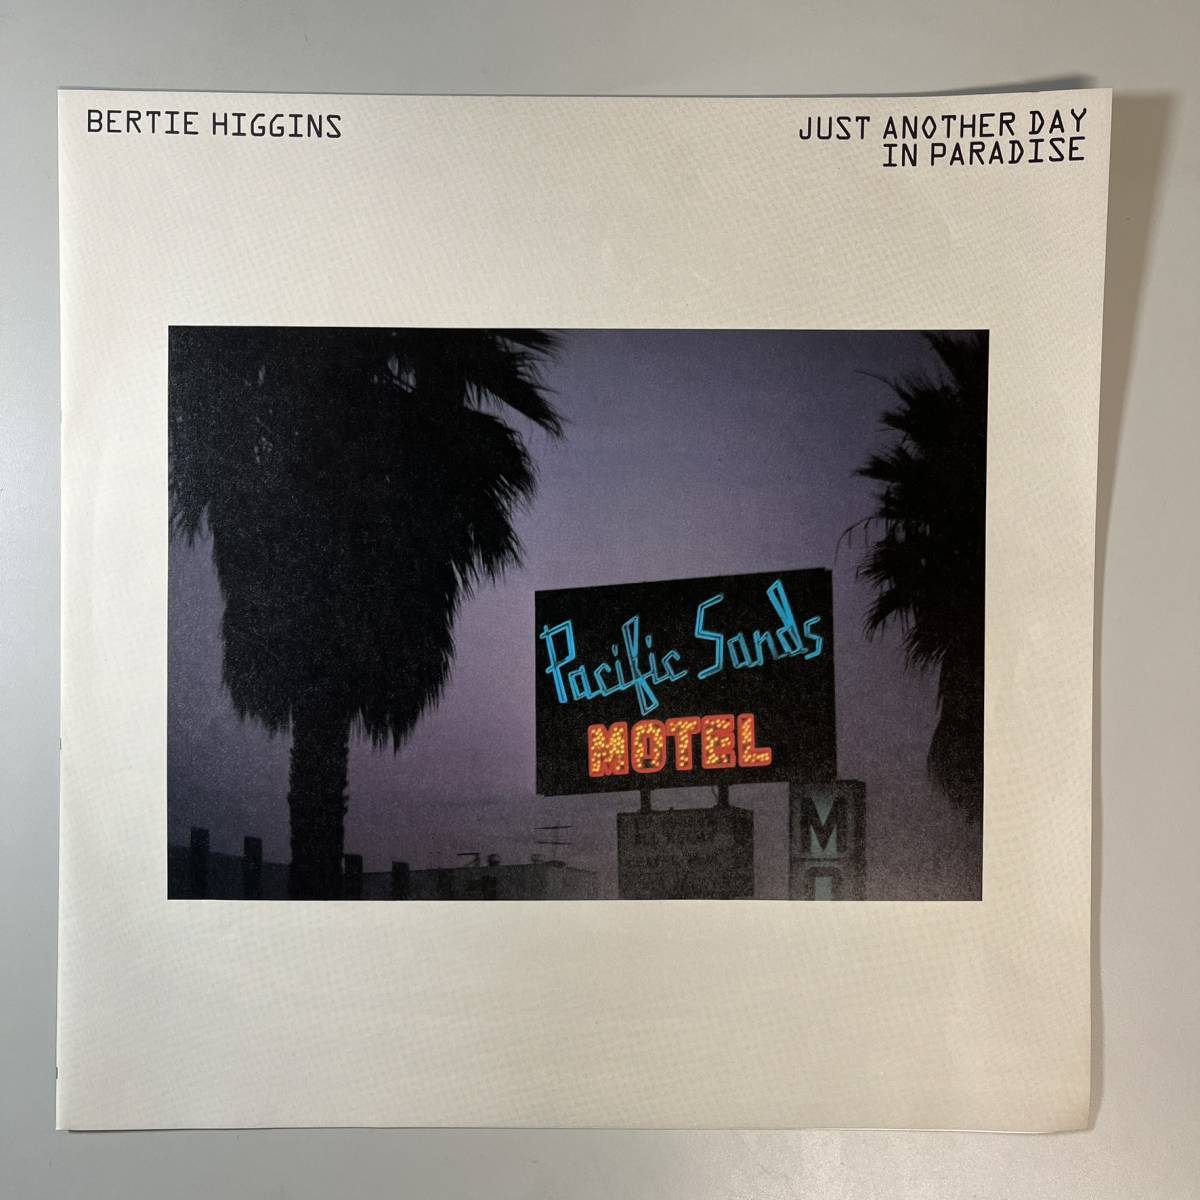 BERTIE HIGGINS
JUST ANOTHER DAY
IN PARADISE
Pacific Sands
MOTEL
M